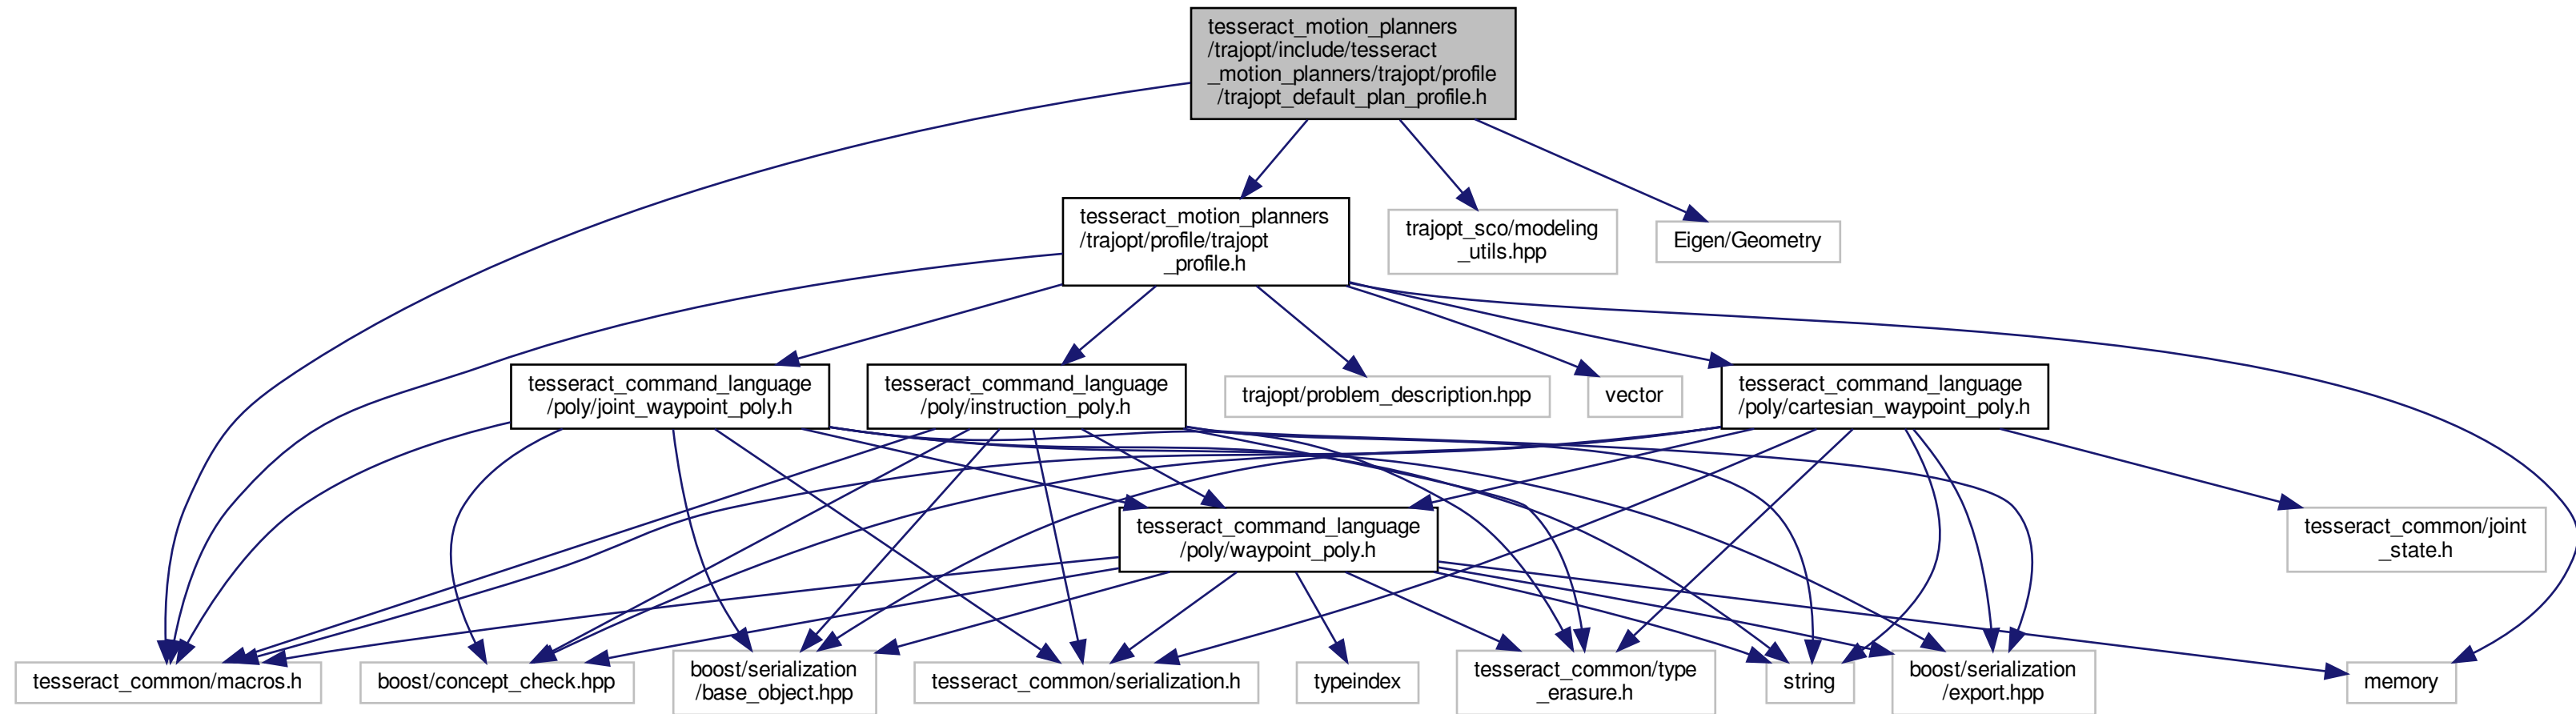 tesseract_motion_planners
/trajopt/include/tesseract
_motion_planners/trajopt/profile
/trajopt_default_plan_profile.h
tesseract_motion_planners
/trajopt/profile/trajopt
_profile.h
trajopt_sco/modeling
_utils.hpp
Eigen/Geometry
tesseract_command_language
/poly/joint_waypoint_poly.h
tesseract_command_language
/poly/instruction_poly.h
trajopt/problem_description.hpp
vector
tesseract_command_language
/poly/cartesian_waypoint_poly.h
tesseract_command_language
/poly/waypoint_poly.h
tesseract_common/joint
_state.h
tesseract_common/macros.h
boost/concept_check.hpp
boost/serialization
/base_object.hpp
tesseract_common/serialization.h
typeindex
tesseract_common/type
_erasure.h
string
boost/serialization
/export.hpp
memory